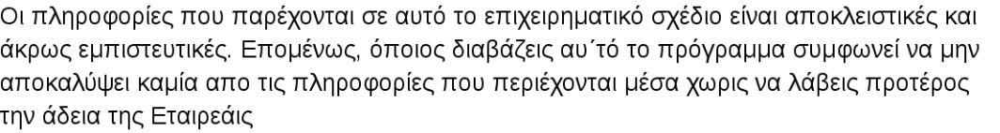 Οι πληροφορίες που παρέχονται σε αυτό το επιχειρηματικό σχέδιο είναι αποκλειστικές και
άκρως εμπιστευτικές. Επομένως, όποιος διαβάζεις αυ΄τό το πρόγραμμα συμφωνεί να μην
αποκαλύψει καμία απο τις πληροφορίες που περιέχονται μέσα χωρις να λάβεις προτέρος
την άδεια της Εταιρεάις